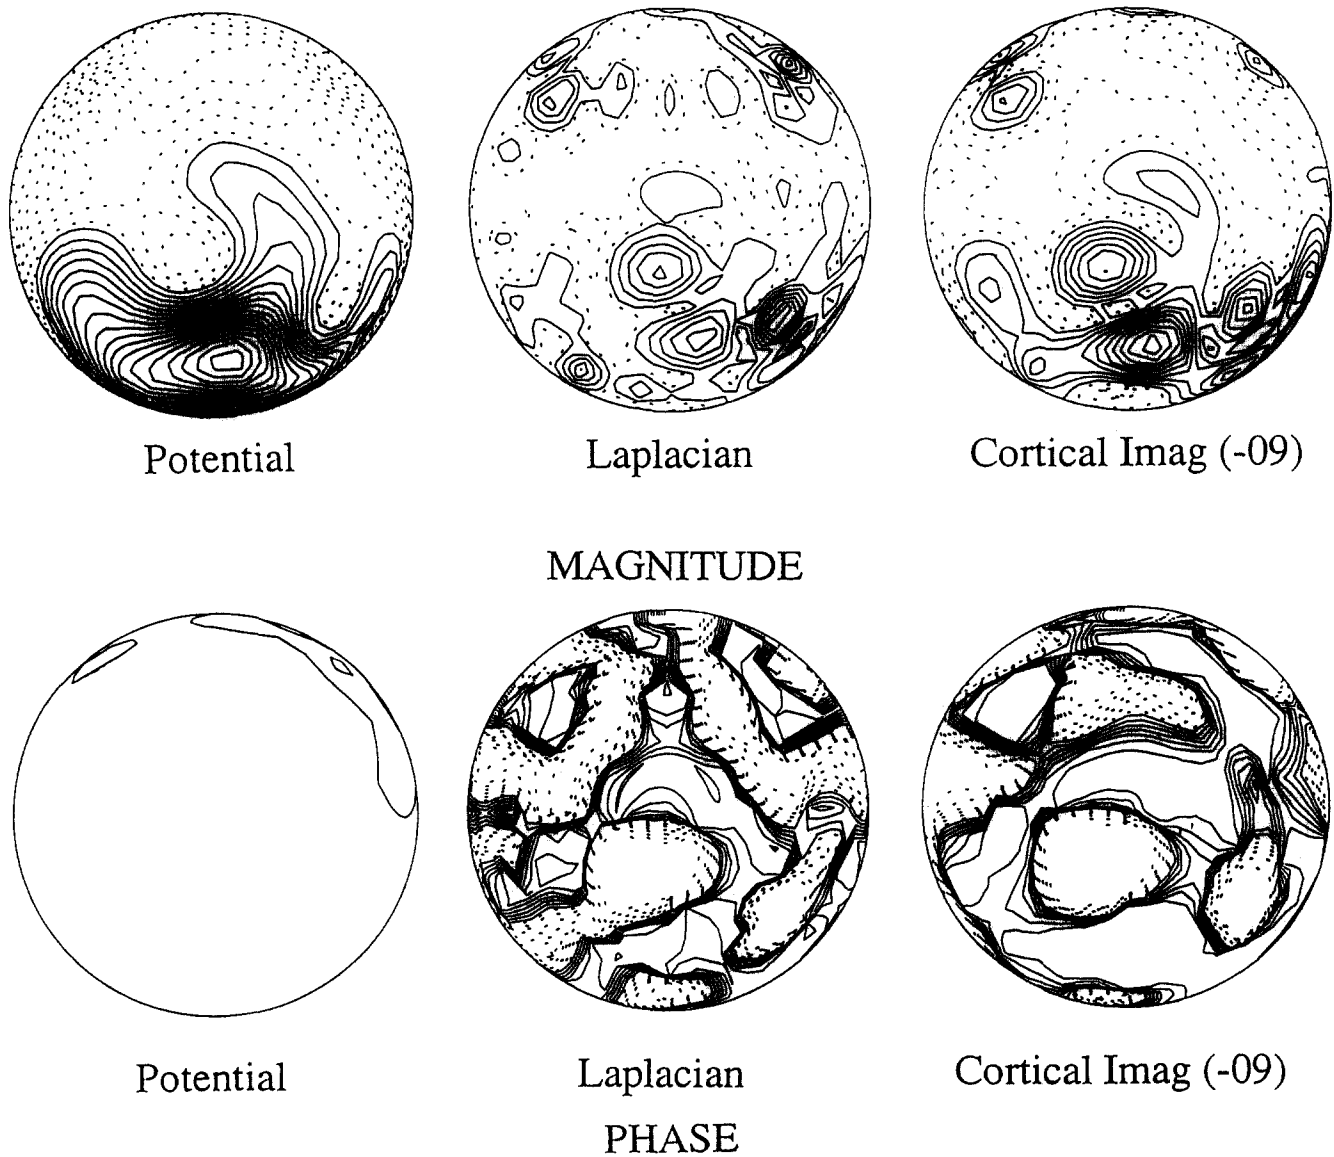 Potential
Laplacian
Cortical Imag (-09)
MAGNITUDE
Potential
Laplacian
Cortical Imag (-09)
PHASE